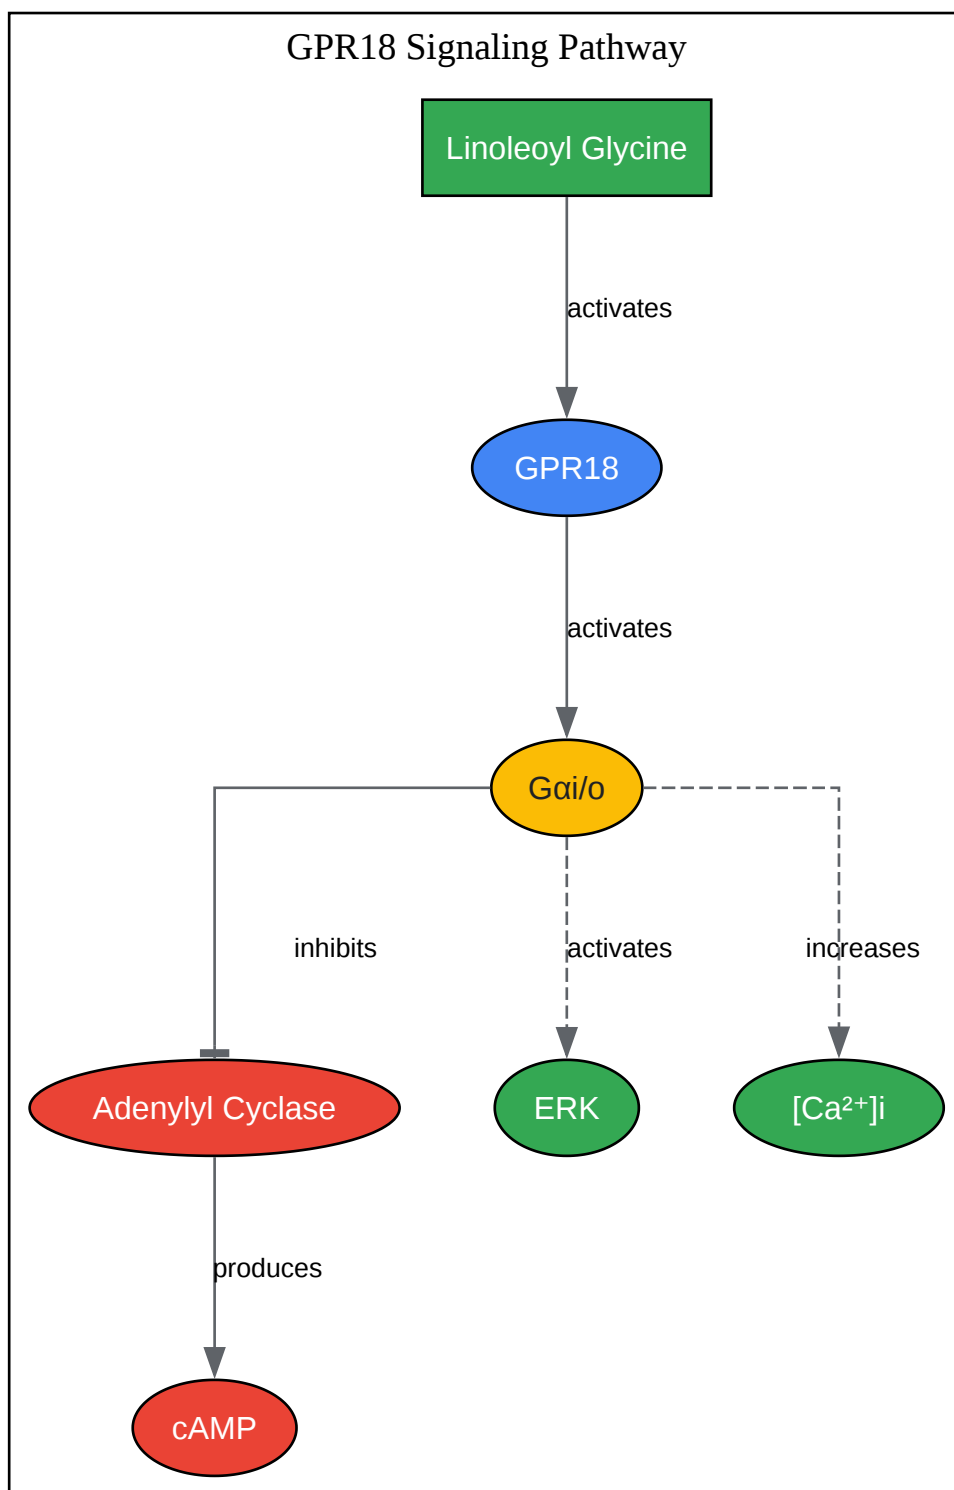 GPR18 Signaling Pathway
Linoleoyl Glycine
activates
GPR18
activates
Gαi/o
inhibits
activates
increases
Adenylyl Cyclase
ERK
[Ca²⁺]i
produces
cAMP